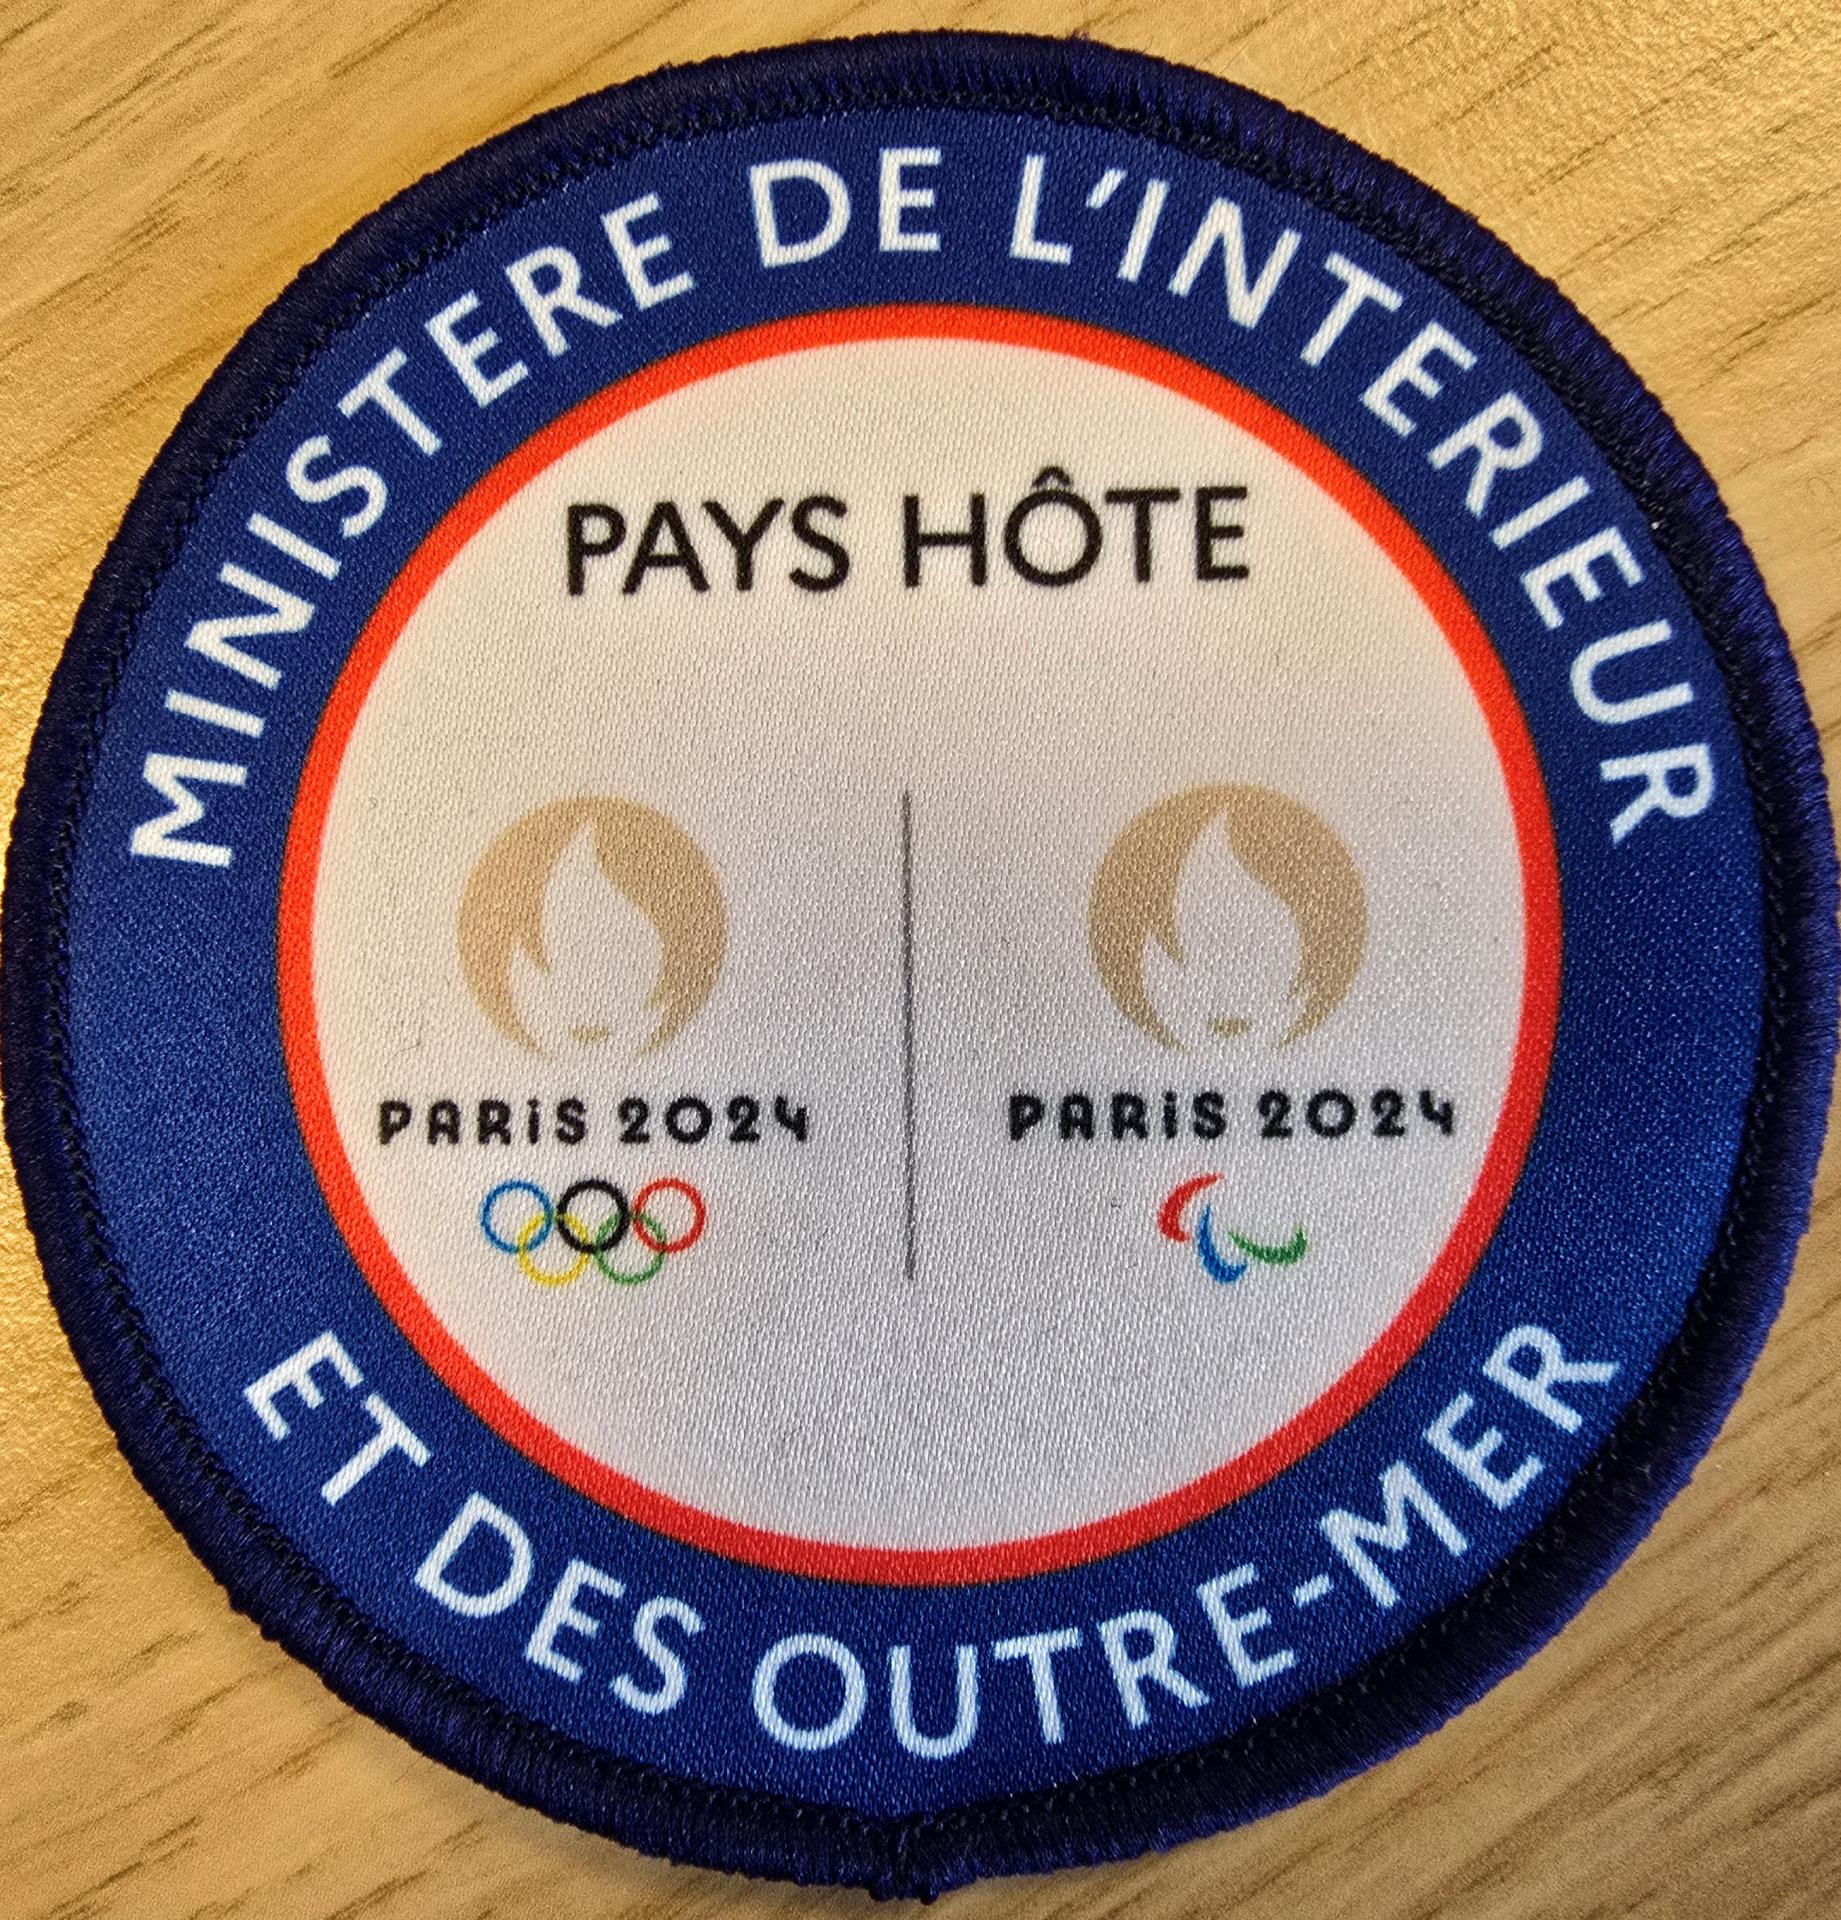 MINISTERE DE L'INTERIEUR
PAYS HÔTE
PARIS 2024
PARIS 2024
ET DES OUTRE-MER